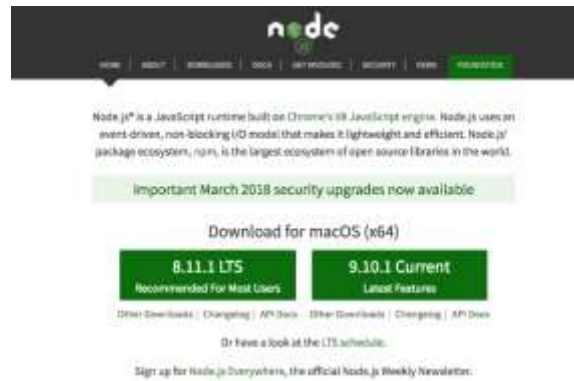 node
JS
HOME | ABOUT | DOWNLOADS | DOCS | GET INVOLVED | SECURITY | NEWS | FOUNDATION
Node.js® is a JavaScript runtime built on Chrome's V8 JavaScript engine. Node.js uses an
event-driven, non-blocking I/O model that makes it lightweight and efficient. Node.js'
package ecosystem, npm, is the largest ecosystem of open source libraries in the world.
Important March 2018 security upgrades now available
Download for macOS (x64)
8.11.1 LTS 9.10.1 Current
Recommended For Most Users Latest Features
Other Downloads | Changelog | API Docs Other Downloads | Changelog | API Docs
Or have a look at the LTS schedule.
Sign up for Node.js Everywhere, the official Node.js Weekly Newsletter.